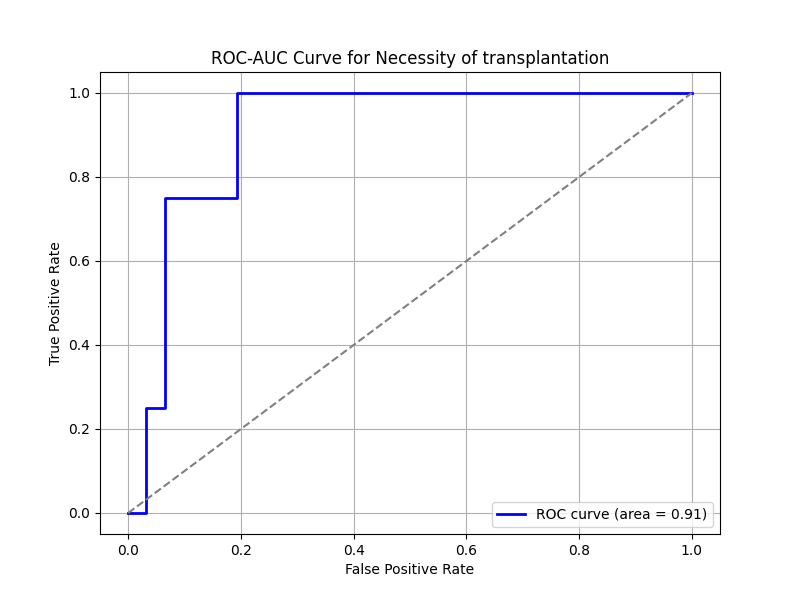 ROC-AUC Curve for Necessity of transplantation
1.0
0.8
0.6
0.4
0.2
0.0
True Positive Rate
ROC curve (area = 0.91)
0.0 0.2 0.4 0.6 0.8 1.0
False Positive Rate